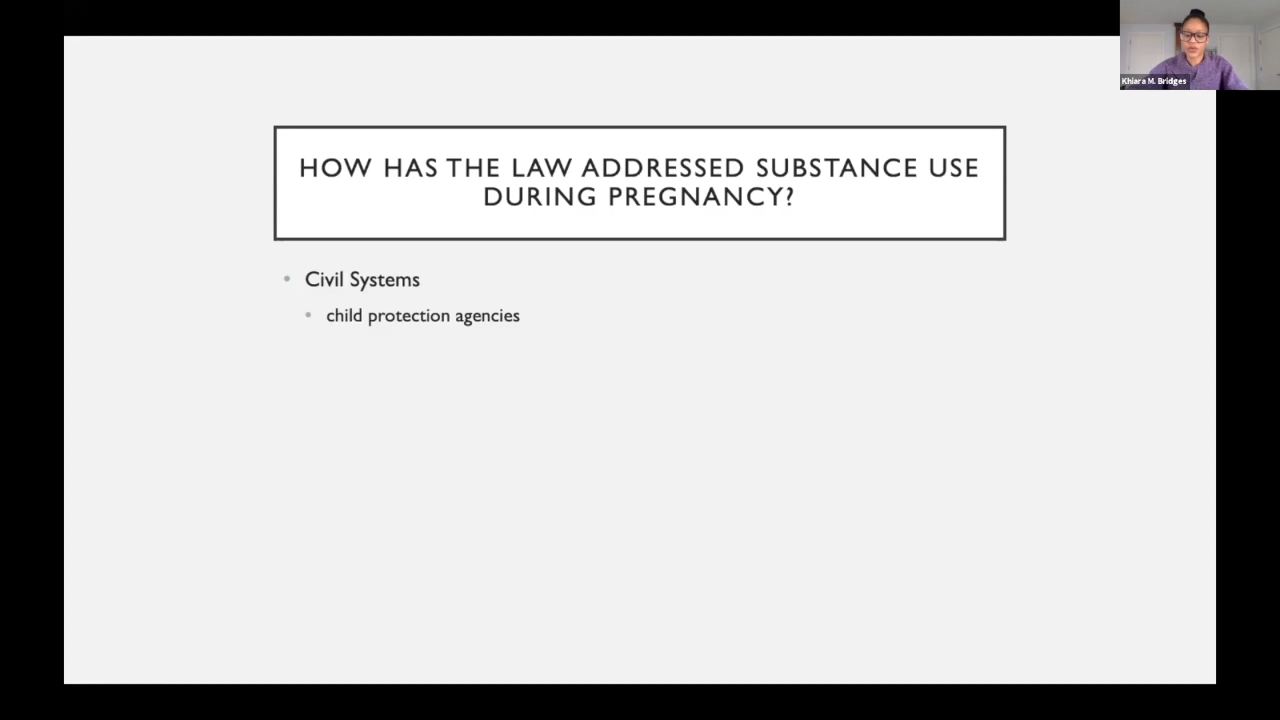 Khiara M. Bridges
HOW HAS THE LAW ADDRESSED SUBSTANCE USE
DURING PREGNANCY?
• Civil Systems
• child protection agencies